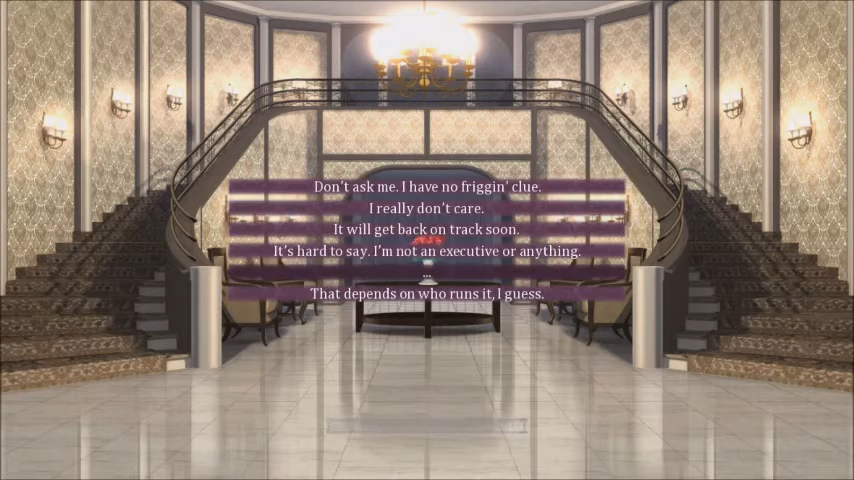 Don't ask me. I have no friggin' clue.
I really don't care.
It will get back on track soon.
It's hard to say. I'm not an executive or anything.
...
That depends on who runs it, I guess.